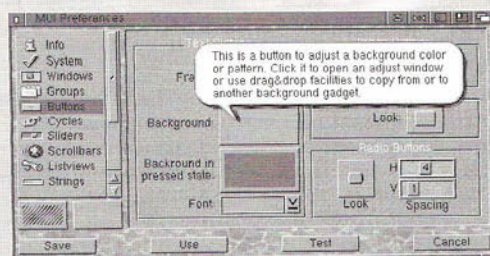 MUI Preferences
Info
System
Windows
Groups
Buttons
Cycles
Sliders
Scrollbars
Listviews
Strings
This is a button to adjust a background color
or pattern. Click it to open an adjust window
or use drag&drop facilities to copy from or to
another background gadget.
Background:
Backround in
pressed state:
Font:
Look:
Radio Buttons
Look
H 4
V 1
Spacing
Save
Use
Test
Cancel